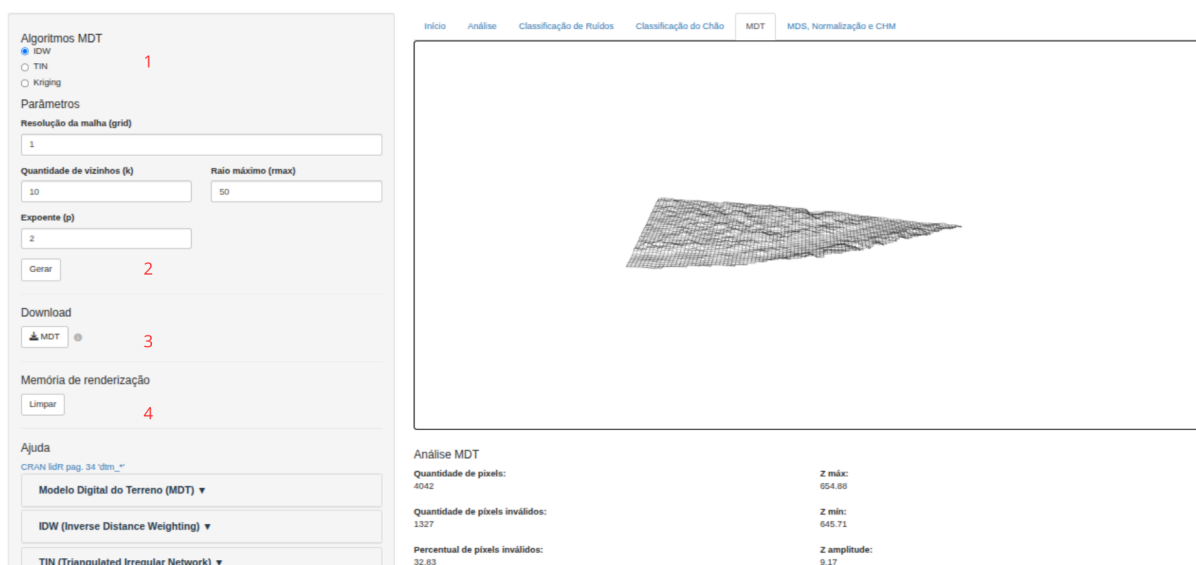 Início Análise Classificação de Ruídos Classificação do Chão MDT MDS, Normalização e CHM
Algoritmos MDT
IDW
1
TIN
Kriging
Parâmetros
Resolução da malha (grid)
1
Quantidade de vizinhos (k) Raio máximo (rmax)
10 50
Expoente (p)
2
Gerar
2
Download
MDT
3
Memória de renderização
Limpar
4
Ajuda
CRAN lidR pag. 34 'dtm_*'
Modelo Digital do Terreno (MDT) ▼
IDW (Inverse Distance Weighting) ▼
TIN (Triangulated Irregular Network) ▼
Análise MDT
Quantidade de pixels: Z máx:
4042 654.88
Quantidade de píxels inválidos: Z mín:
1327 645.71
Percentual de píxels inválidos: Z amplitude:
32.83 9.17